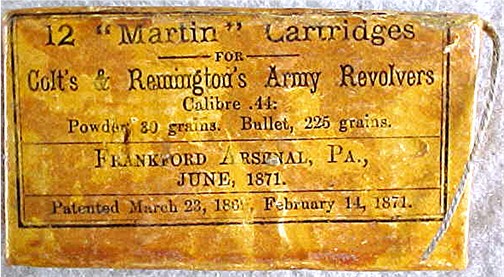 12 "Martin" Cartridges
FOR
Colt's & Remington's Army Revolvers
Calibre .44:
Powder, 30 grains. Bullet, 225 grains.
FRANKFORD ARSENAL, PA.,
JUNE, 1871.
Patented March 23, February 14, 1871.